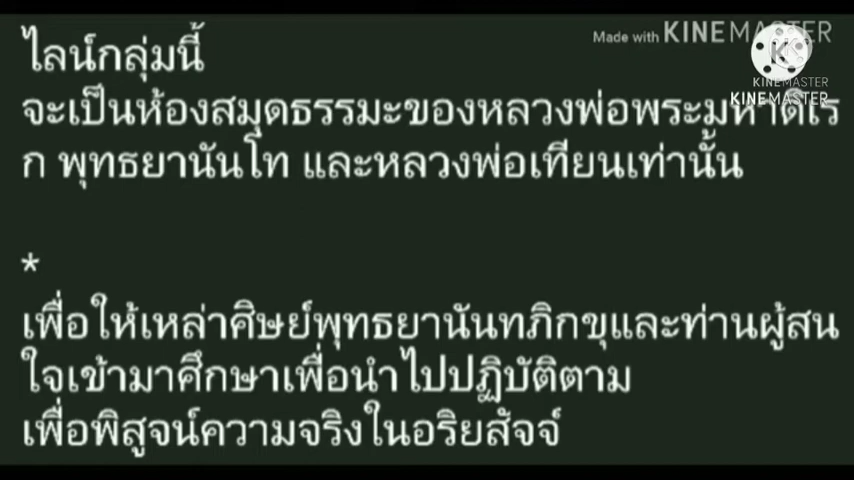 Made with KINEMASTER
K
KINEMASTER
KINEMASTER
ไลน์กลุ่มนี้
จะเป็นห้องสมุดธรรมะของหลวงพ่อพระมหาดิเร
ก พุทธยานันโท และหลวงพ่อเทียนเท่านั้น
*
เพื่อให้เหล่าศิษย์พุทธยานันทภิกขุและท่านผู้สน
ใจเข้ามาศึกษาเพื่อนำไปปฏิบัติตาม
เพื่อพิสูจน์ความจริงในอริยสัจจ์